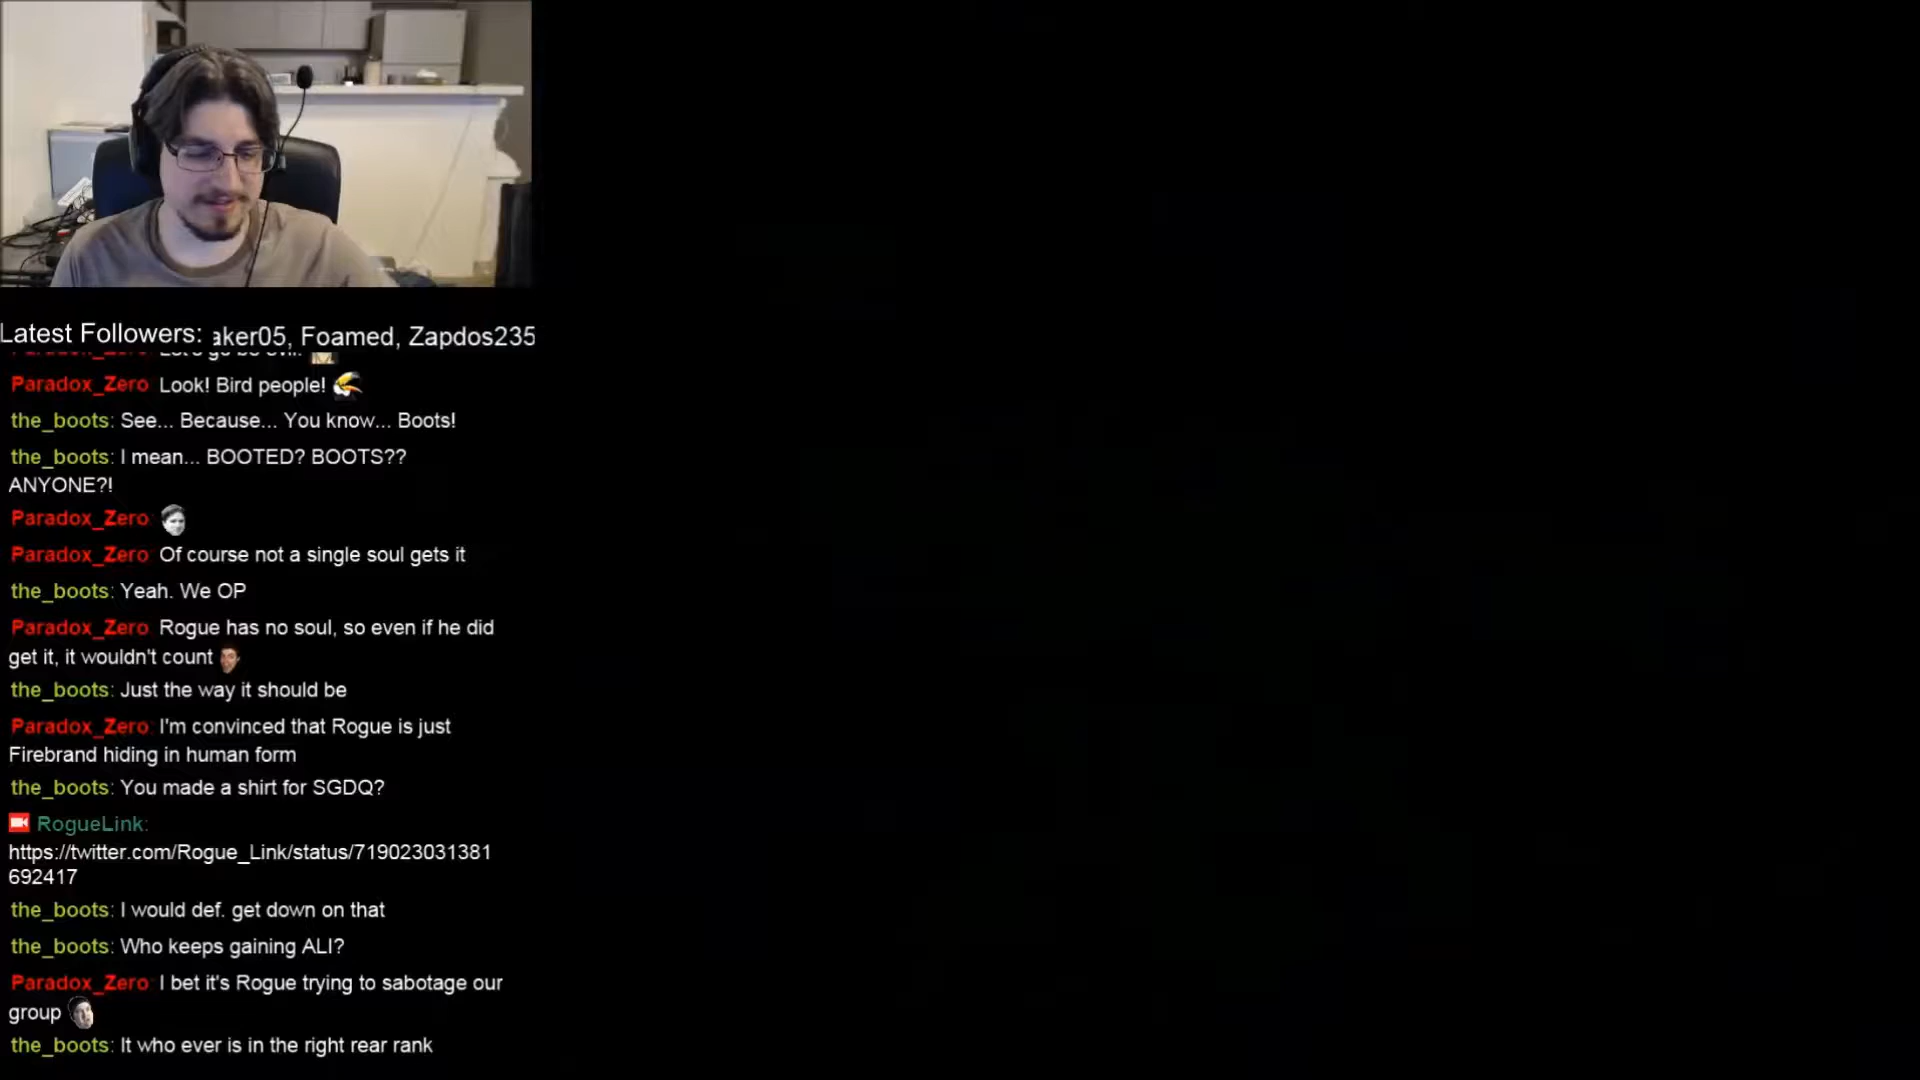 Latest Followers: aker05, Foamed, Zapdos235
Paradox_Zero Let's go be evil!
Paradox_Zero Look! Bird people!
the_boots: See... Because... You know... Boots!
the_boots: I mean... BOOTED? BOOTS??
ANYONE?!
Paradox_Zero:
Paradox_Zero Of course not a single soul gets it
the_boots: Yeah. We OP
Paradox_Zero Rogue has no soul, so even if he did
get it, it wouldn't count
the_boots: Just the way it should be
Paradox_Zero: I'm convinced that Rogue is just
Firebrand hiding in human form
the_boots: You made a shirt for SGDQ?
RogueLink:
https://twitter.com/Rogue_Link/status/719023031381
692417
the_boots: I would def. get down on that
the_boots: Who keeps gaining ALI?
Paradox_Zero: I bet it's Rogue trying to sabotage our
group
the_boots: It who ever is in the right rear rank